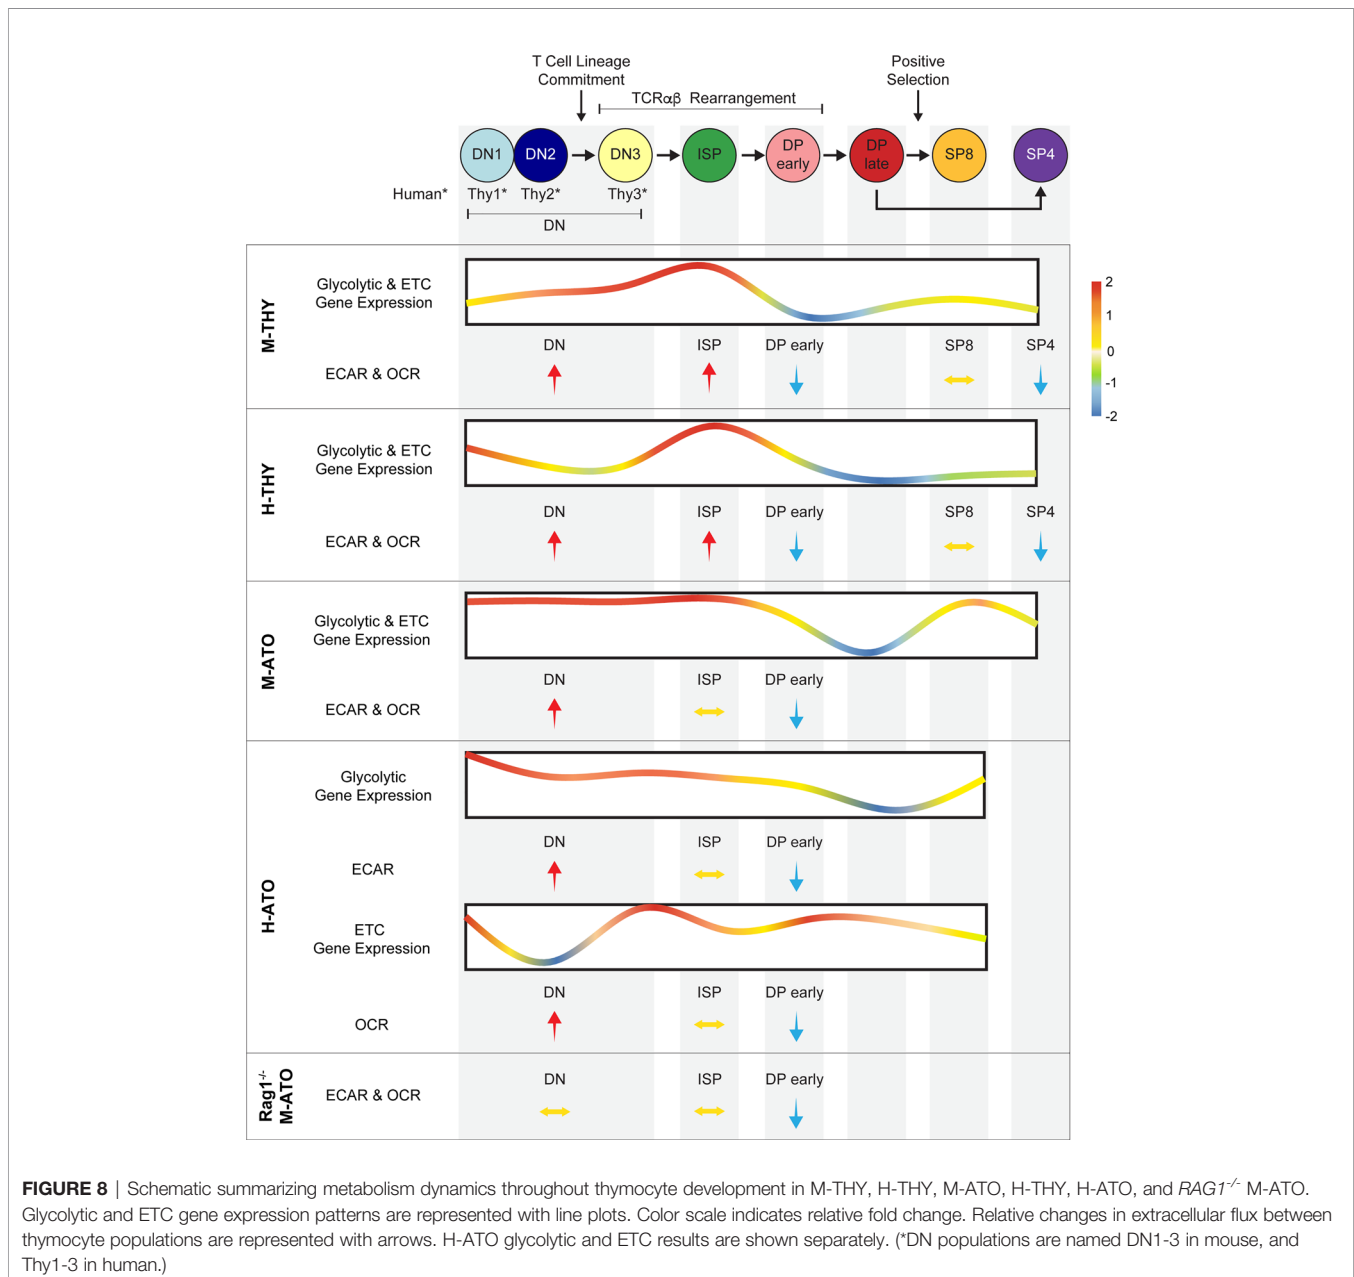 T Cell Lineage
Commitment
Positive
Selection
TCRαβ Rearrangement
DN1
DN2
DN3
ISP
DP
early
DP
late
SP8
SP4
Human*
Thy1*
Thy2*
Thy3*
DN
M-THY
Glycolytic & ETC
Gene Expression
2
1
0
-1
-2
DN
ISP
DP early
SP8
SP4
ECAR & OCR
H-THY
Glycolytic & ETC
Gene Expression
DN
ISP
DP early
SP8
SP4
ECAR & OCR
M-ATO
Glycolytic & ETC
Gene Expression
DN
ISP
DP early
ECAR & OCR
H-ATO
Glycolytic
Gene Expression
DN
ISP
DP early
ECAR
ETC
Gene Expression
DN
ISP
DP early
OCR
Rag1-/-
M-ATO
DN
ISP
DP early
ECAR & OCR
FIGURE 8 | Schematic summarizing metabolism dynamics throughout thymocyte development in M-THY, H-THY, M-ATO, H-THY, H-ATO, and RAG1-/- M-ATO.
Glycolytic and ETC gene expression patterns are represented with line plots. Color scale indicates relative fold change. Relative changes in extracellular flux between
thymocyte populations are represented with arrows. H-ATO glycolytic and ETC results are shown separately. (*DN populations are named DN1-3 in mouse, and
Thy1-3 in human.)